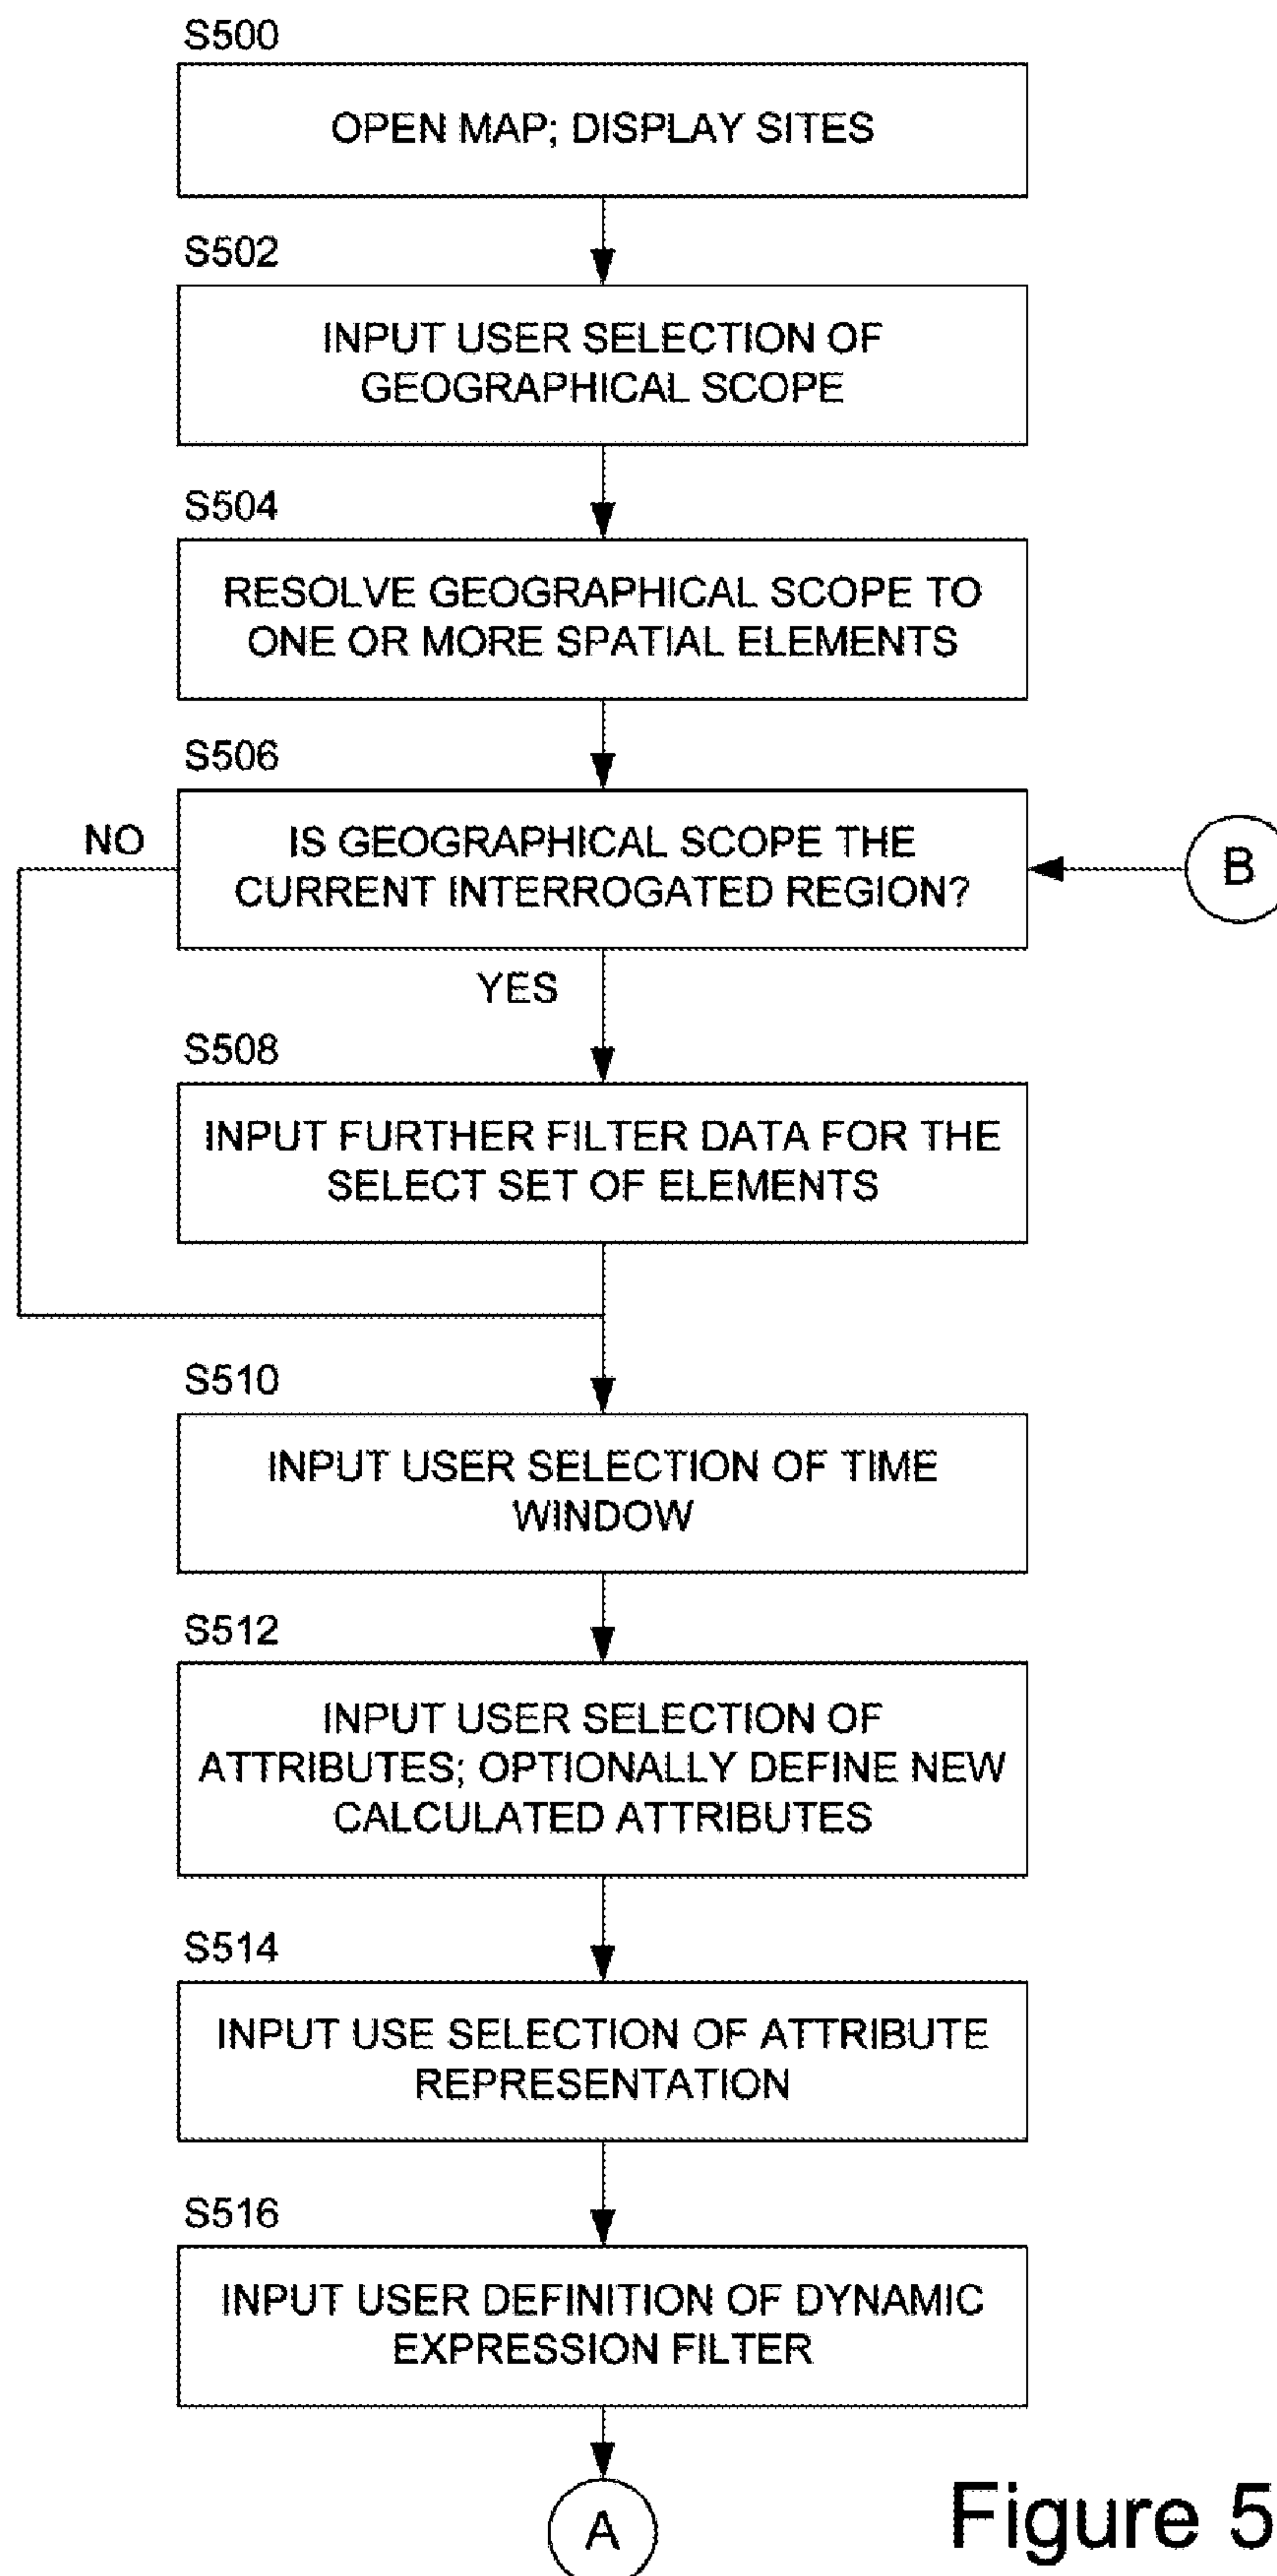 S500
OPEN MAP; DISPLAY SITES
S502
INPUT USER SELECTION OF
GEOGRAPHICAL SCOPE
S504
RESOLVE GEOGRAPHICAL SCOPE TO
ONE OR MORE SPATIAL ELEMENTS
S506
NO
IS GEOGRAPHICAL SCOPE THE
CURRENT INTERROGATED REGION?
B
YES
S508
INPUT FURTHER FILTER DATA FOR THE
SELECT SET OF ELEMENTS
S510
INPUT USER SELECTION OF TIME
WINDOW
S512
INPUT USER SELECTION OF
ATTRIBUTES; OPTIONALLY DEFINE NEW
CALCULATED ATTRIBUTES
S514
INPUT USE SELECTION OF ATTRIBUTE
REPRESENTATION
S516
INPUT USER DEFINITION OF DYNAMIC
EXPRESSION FILTER
A
Figure 5